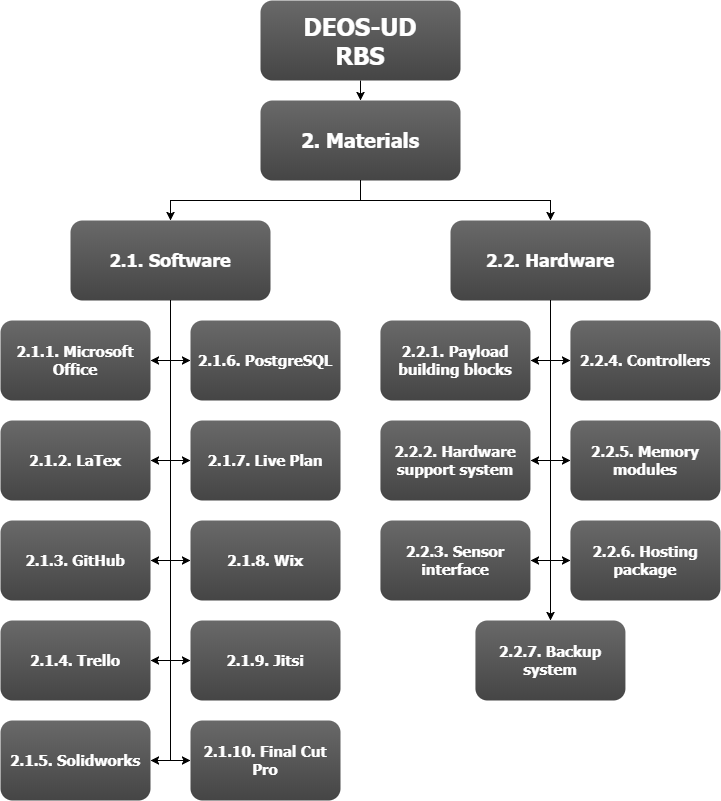 DEOS-UD
RBS
2. Materials
2.1. Software
2.2. Hardware
2.1.1. Microsoft
Office
2.1.6. PostgreSQL
2.2.1. Payload
building blocks
2.2.4. Controllers
2.1.2. LaTex
2.1.7. Live Plan
2.2.2. Hardware
support system
2.2.5. Memory
modules
2.1.3. GitHub
2.1.8. Wix
2.2.3. Sensor
interface
2.2.6. Hosting
package
2.1.4. Trello
2.1.9. Jitsi
2.2.7. Backup
system
2.1.5. Solidworks
2.1.10. Final Cut
Pro